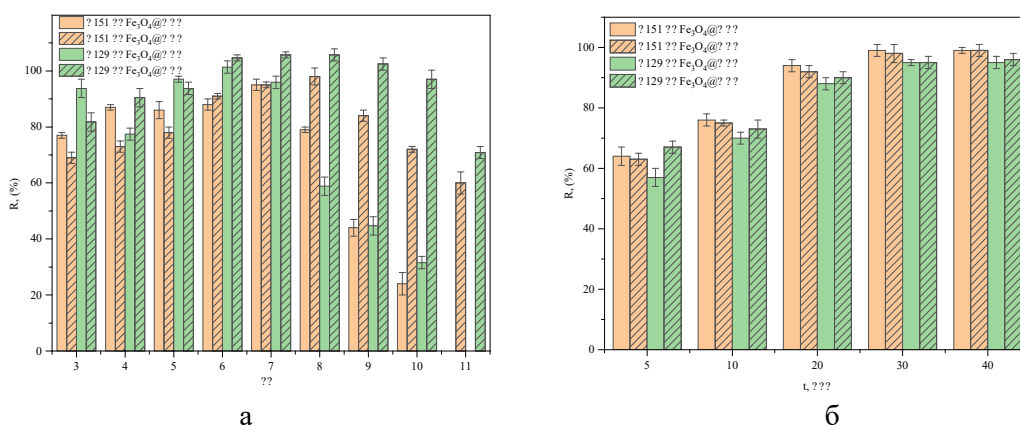 ? 151 ?? Fe₃O₄@? ??
? 151 ?? Fe₃O₄@? ??
? 129 ?? Fe₃O₄@? ??
? 129 ?? Fe₃O₄@? ??
R, (%)
100
80
60
40
20
0
3 4 5 6 7 8 9 10 11
??
а
? 151 ?? Fe₃O₄@? ??
? 151 ?? Fe₃O₄@? ??
? 129 ?? Fe₃O₄@? ??
? 129 ?? Fe₃O₄@? ??
R, (%)
100
80
60
40
20
0
5 10 20 30 40
t, ???
б